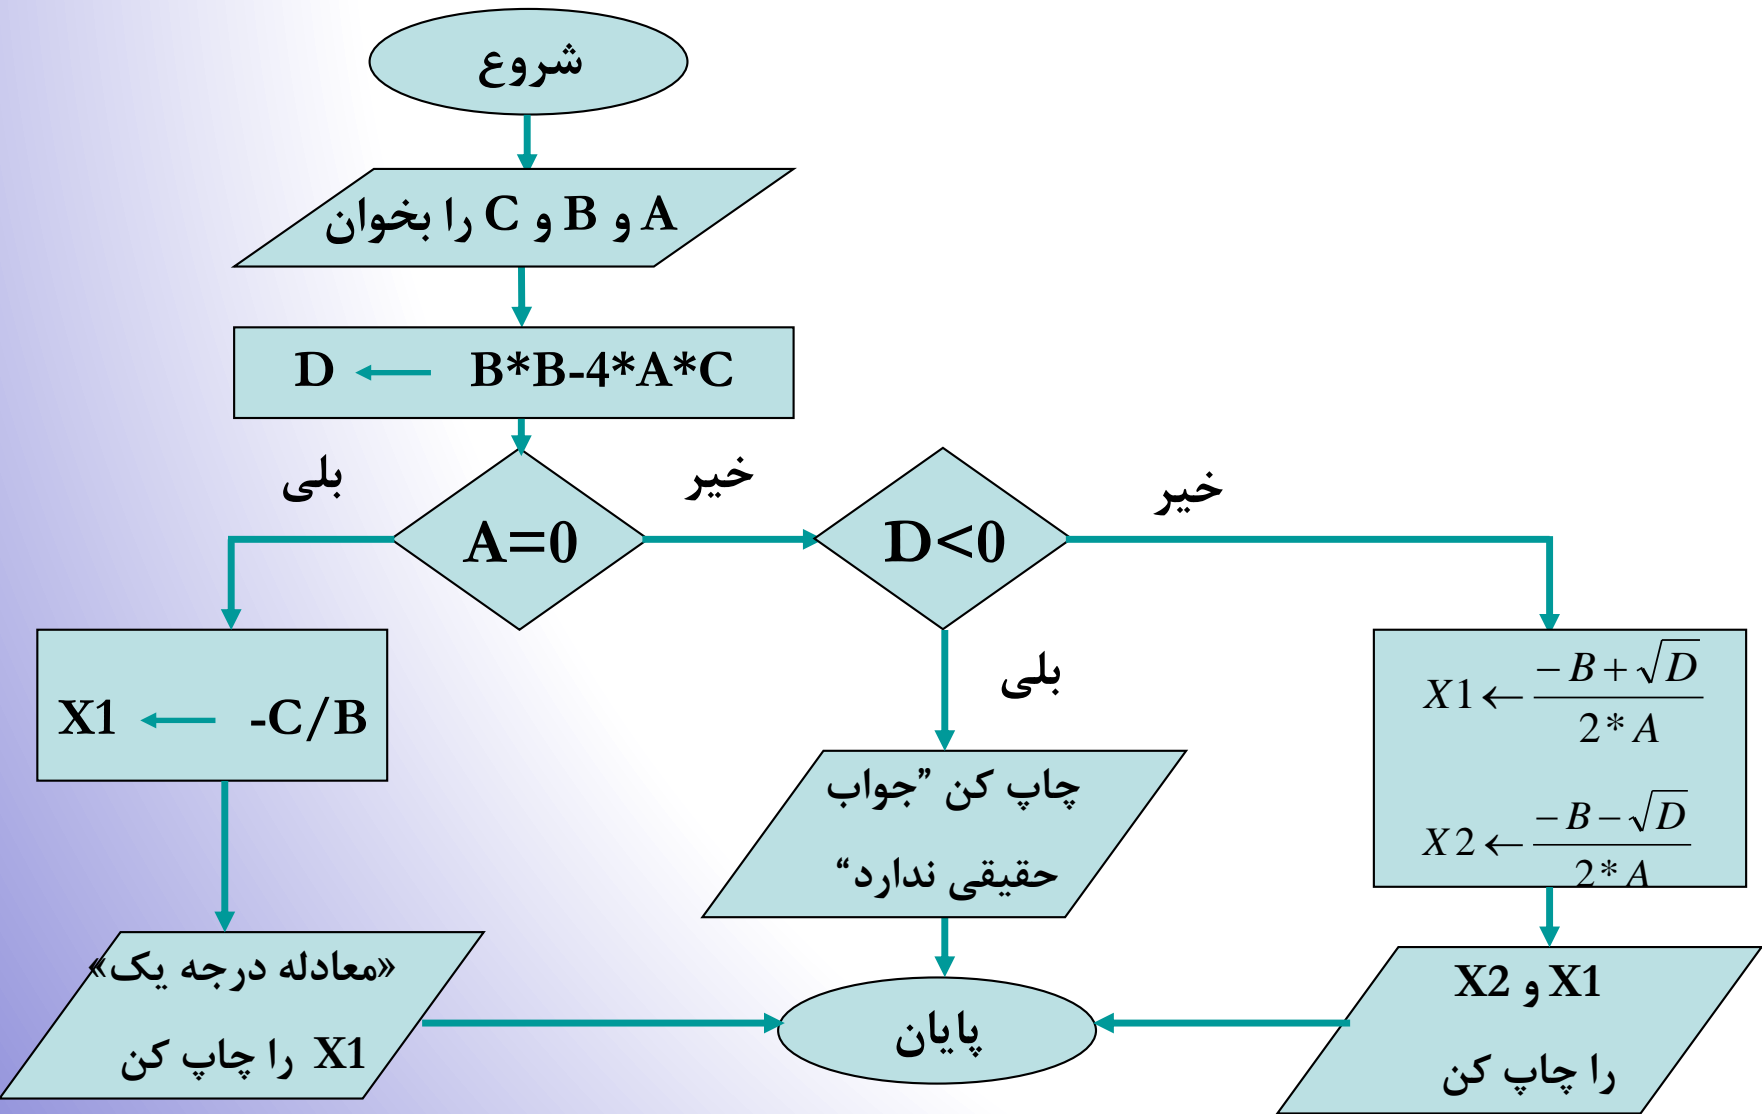 شروع
A و B و C را بخوان
D ← B*B-4*A*C
بلی
خیر
خیر
A=0
D<0
بلی
X1 ← -C/B
X1 ← (−B+√D)/(2*A)
X2 ← (−B−√D)/(2*A)
چاپ کن ”جواب
حقیقی ندارد“
«معادله درجه یک»
X1 را چاپ کن
پایان
X1 و X2
را چاپ کن